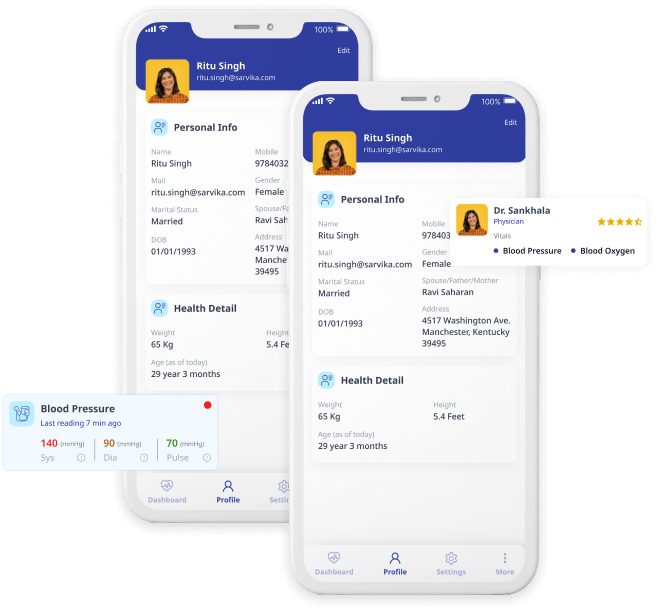 100%
Edit
Ritu Singh
ritu.singh@sarvika.com
Personal Info
Name
Mobile
Ritu Singh
9784032
Mail
Gender
ritu.singh@sarvika.com
Female
Marital Status
Spouse/Fa
Married
Ravi Sah
DOB
Address
01/01/1993
4517 Wa
Manche
39495
Health Detail
Weight
Height
65 Kg
5.4 Fe
Age (as of today)
29 year 3 months
Dashboard
Profile
Settin
Blood Pressure
Last reading 7 min ago
140 (mmHg)
90 (mmHg)
70 (mmHg)
Sys
Dia
Pulse
100%
Edit
Ritu Singh
ritu.singh@sarvika.com
Personal Info
Name
Mobile
Ritu Singh
978403
Mail
Gender
ritu.singh@sarvika.com
Female
Marital Status
Spouse/Father/Mother
Married
Ravi Saharan
DOB
Address
01/01/1993
4517 Washington Ave.
Manchester, Kentucky
39495
Health Detail
Weight
Height
65 Kg
5.4 Feet
Age (as of today)
29 year 3 months
Dashboard
Profile
Settings
More
Dr. Sankhala
Physician
Vitals
Blood Pressure
Blood Oxygen